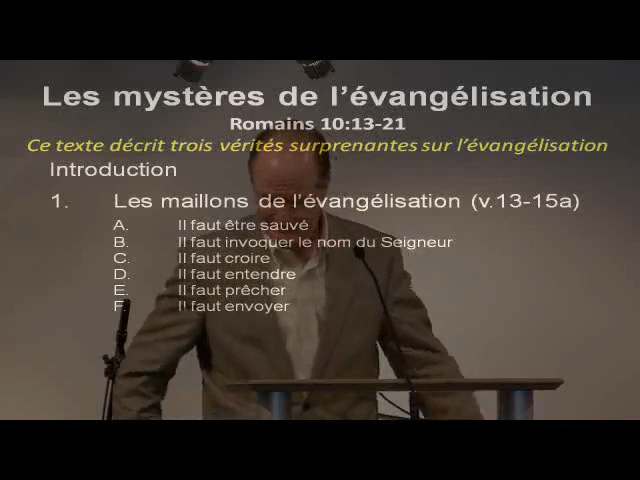 Les mystères de l'évangélisation
Romains 10:13-21
Ce texte décrit trois vérités surprenantes sur l'évangélisation
Introduction
1. Les maillons de l'évangélisation (v.13-15a)
A. Il faut être sauvé
B. Il faut invoquer le nom du Seigneur
C. Il faut croire
D. Il faut entendre
E. Il faut prêcher
F. Il faut envoyer